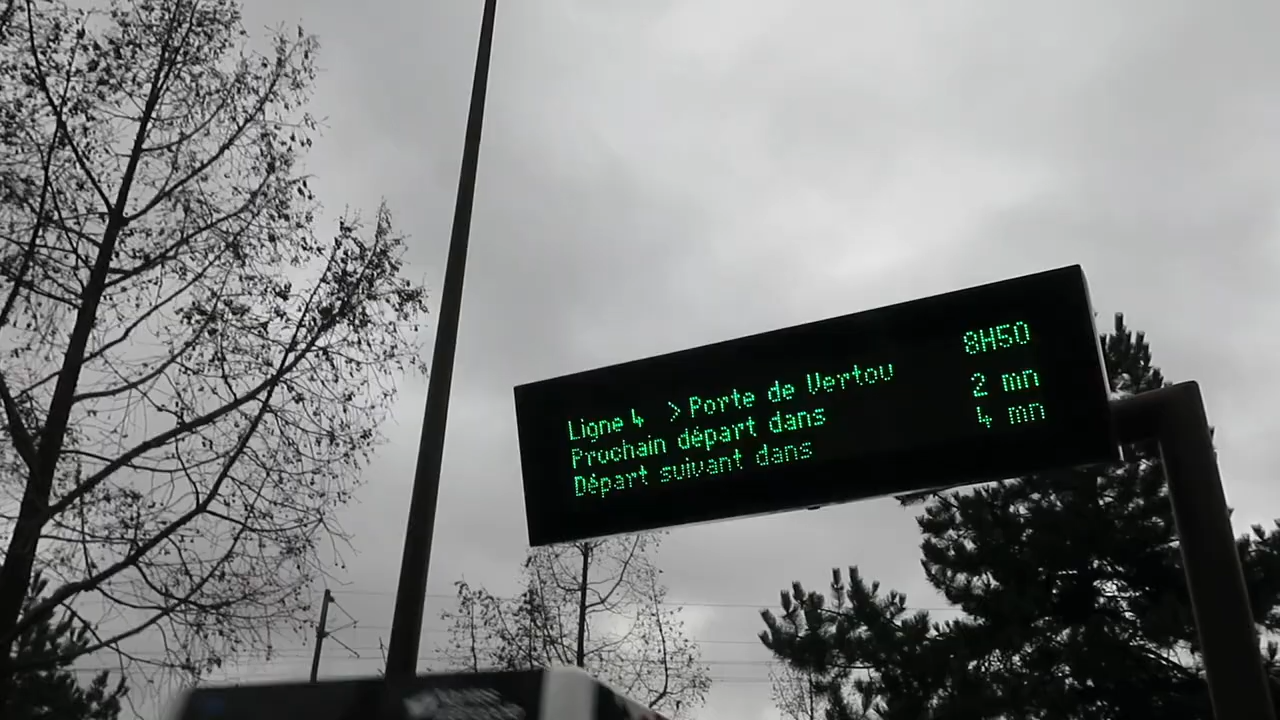 8H50
Ligne 4 > Porte de Vertou 2 mn
Prochain départ dans 4 mn
Départ suivant dans